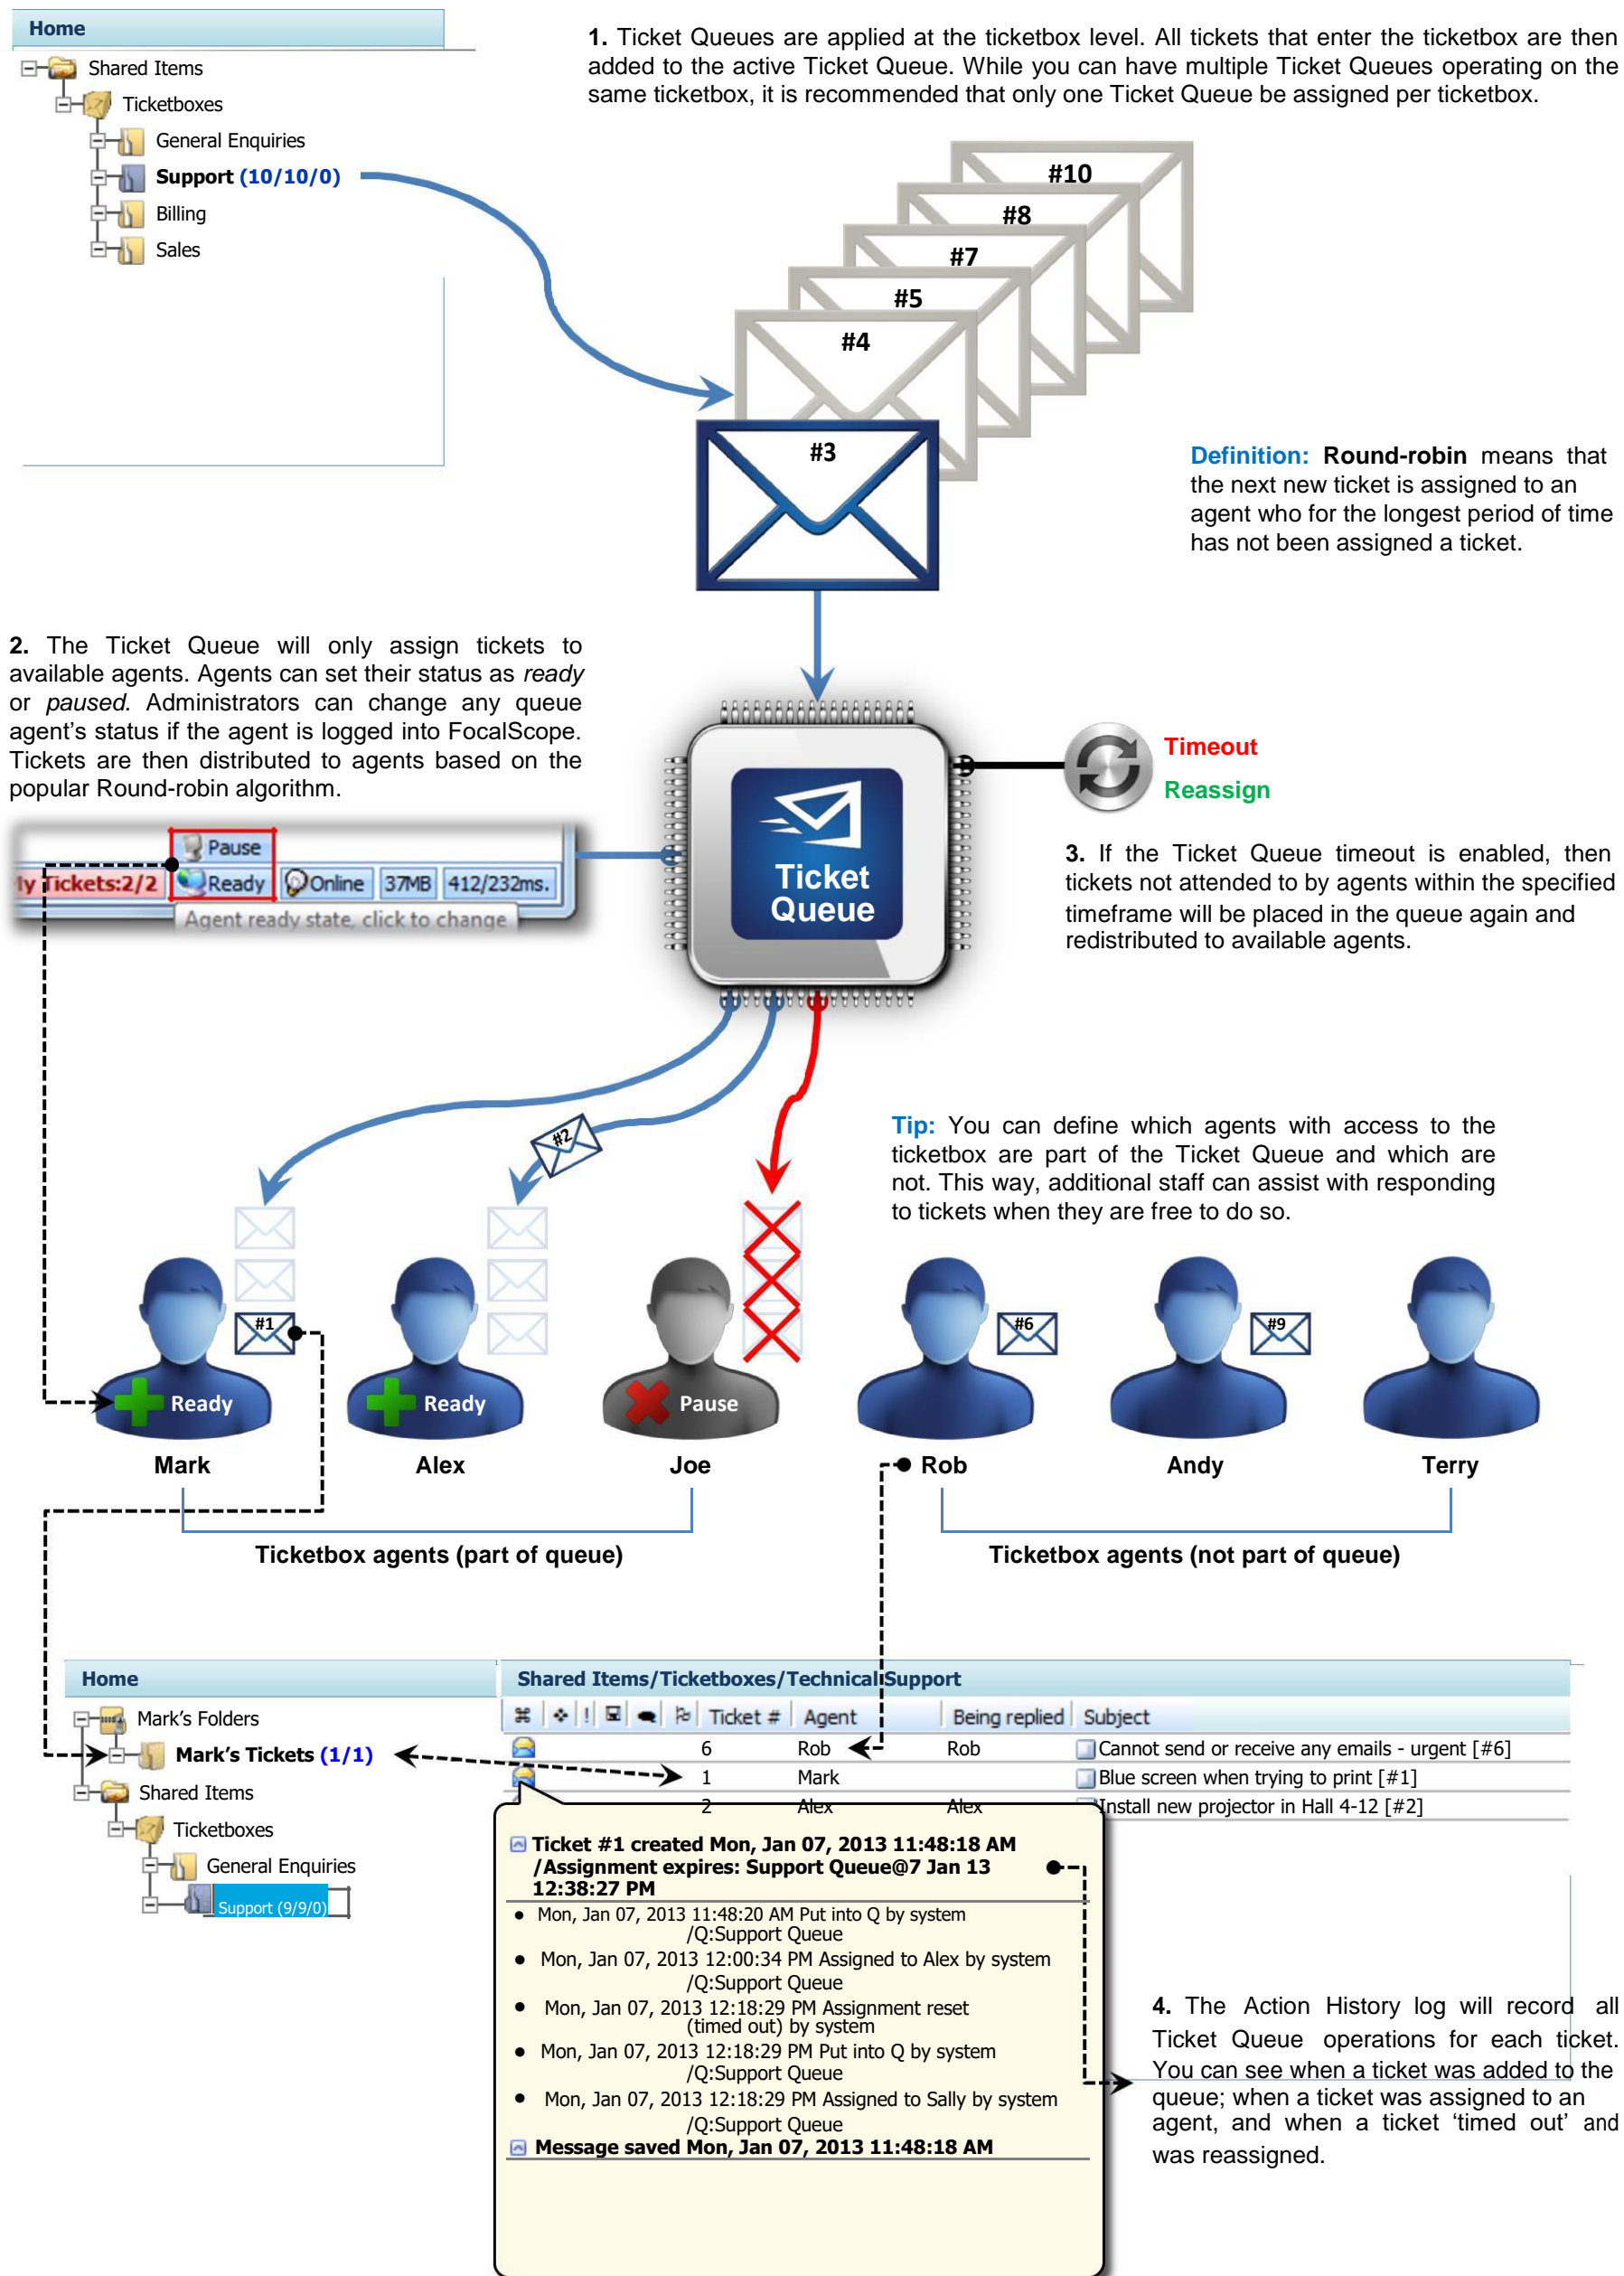 Home
Shared Items
Ticketboxes
General Enquiries
Support (10/10/0)
Billing
Sales
1. Ticket Queues are applied at the ticketbox level. All tickets that enter the ticketbox are then
added to the active Ticket Queue. While you can have multiple Ticket Queues operating on the
same ticketbox, it is recommended that only one Ticket Queue be assigned per ticketbox.
#10
#8
#7
#5
#4
#3
Definition: Round-robin means that
the next new ticket is assigned to an
agent who for the longest period of time
has not been assigned a ticket.
2. The Ticket Queue will only assign tickets to
available agents. Agents can set their status as ready
or paused. Administrators can change any queue
agent's status if the agent is logged into FocalScope.
Tickets are then distributed to agents based on the
popular Round-robin algorithm.
Pause
My Tickets:2/2 Ready Online 37MB 412/232ms.
Agent ready state, click to change
Ticket
Queue
Timeout
Reassign
3. If the Ticket Queue timeout is enabled, then
tickets not attended to by agents within the specified
timeframe will be placed in the queue again and
redistributed to available agents.
#2
Tip: You can define which agents with access to the
ticketbox are part of the Ticket Queue and which are
not. This way, additional staff can assist with responding
to tickets when they are free to do so.
#1
#6
#9
Ready
Ready
Pause
Mark
Alex
Joe
Rob
Andy
Terry
Ticketbox agents (part of queue)
Ticketbox agents (not part of queue)
Home
Mark's Folders
Mark's Tickets (1/1)
Shared Items
Ticketboxes
General Enquiries
Support (9/9/0)
Shared Items/Ticketboxes/Technical Support
! Ticket # Agent Being replied Subject
6 Rob Rob Cannot send or receive any emails - urgent [#6]
1 Mark Blue screen when trying to print [#1]
2 Alex Alex Install new projector in Hall 4-12 [#2]
Ticket #1 created Mon, Jan 07, 2013 11:48:18 AM
/Assignment expires: Support Queue@7 Jan 13
12:38:27 PM
• Mon, Jan 07, 2013 11:48:20 AM Put into Q by system
/Q:Support Queue
• Mon, Jan 07, 2013 12:00:34 PM Assigned to Alex by system
/Q:Support Queue
• Mon, Jan 07, 2013 12:18:29 PM Assignment reset
(timed out) by system
• Mon, Jan 07, 2013 12:18:29 PM Put into Q by system
/Q:Support Queue
• Mon, Jan 07, 2013 12:18:29 PM Assigned to Sally by system
/Q:Support Queue
Message saved Mon, Jan 07, 2013 11:48:18 AM
4. The Action History log will record all
Ticket Queue operations for each ticket.
You can see when a ticket was added to the
queue; when a ticket was assigned to an
agent, and when a ticket 'timed out' and
was reassigned.